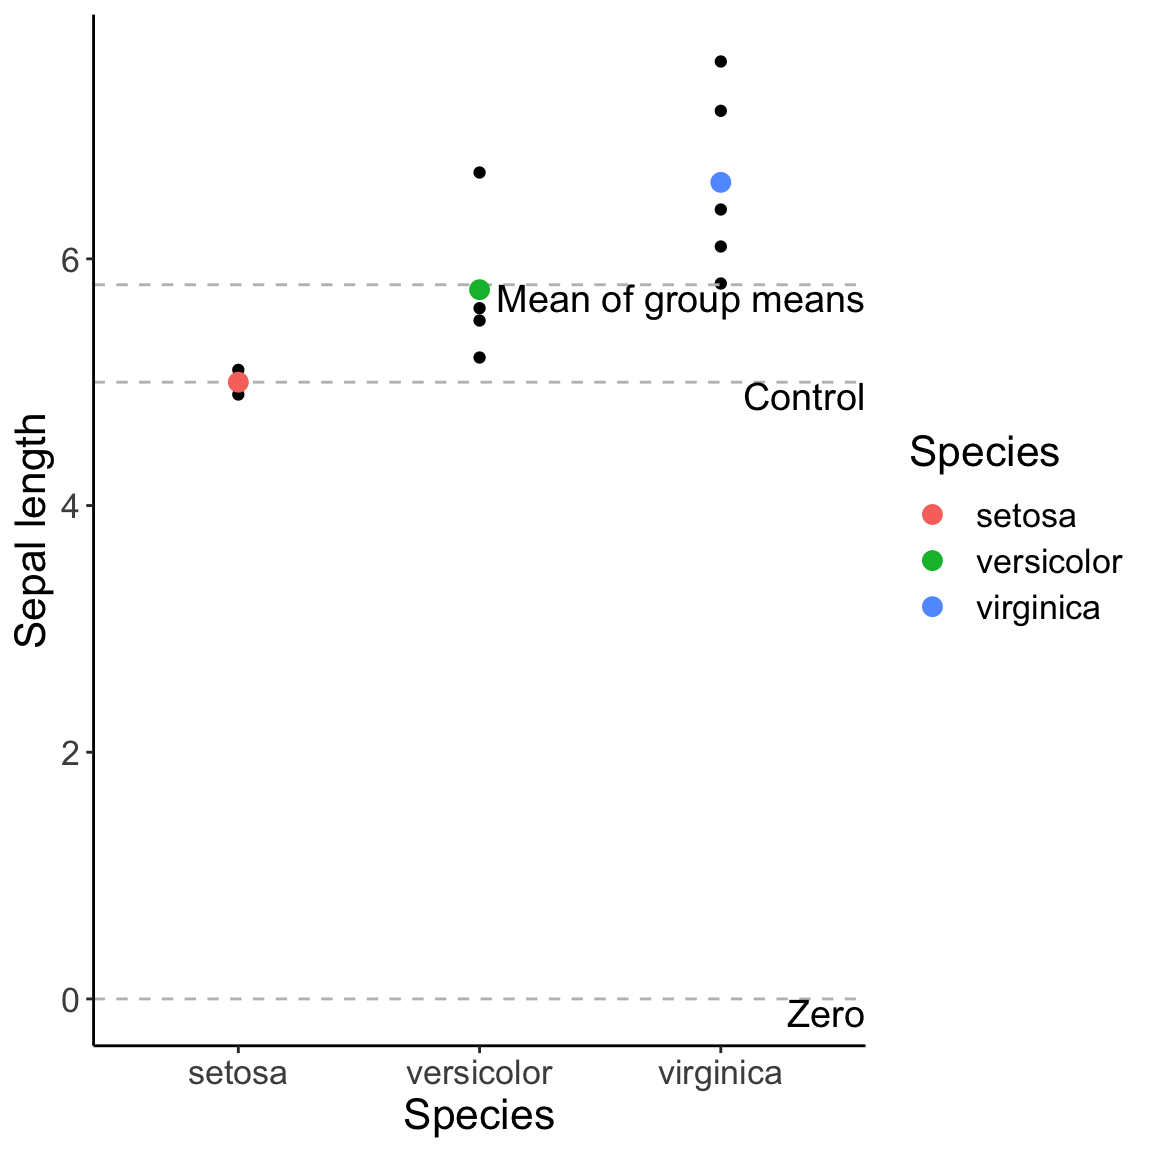 Sepal length
6
4
2
0
Mean of group means
Control
Zero
setosa
versicolor
virginica
Species
Species
setosa
versicolor
virginica